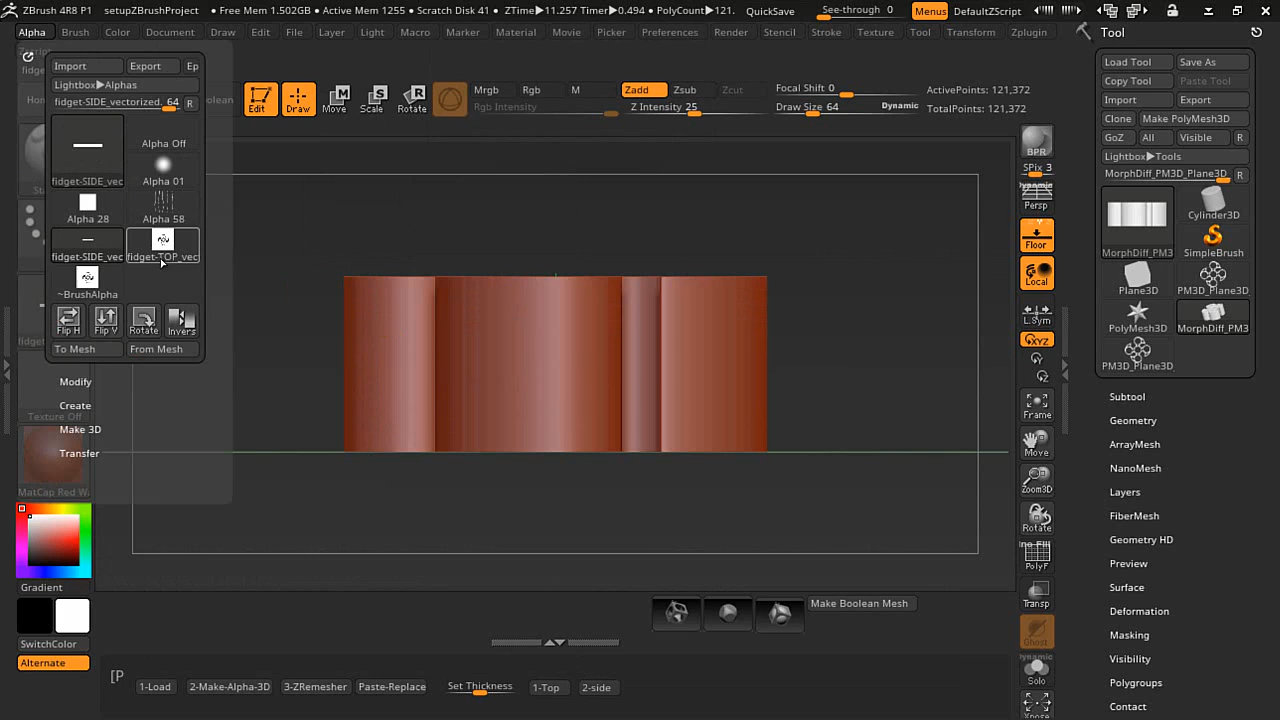 ZBrush 4R8 P1 setupZBrushProject • Free Mem 1.502GB • Active Mem 1255 • Scratch Disk 41 • ZTime▶11.257 Timer▶0.494 • PolyCount▶121. QuickSave See-through 0 Menus DefaultZScript
Alpha Brush Color Document Draw Edit File Layer Light Macro Marker Material Movie Picker Preferences Render Stencil Stroke Texture Tool Transform Zplugin
Tool
Import Export Ep
Lightbox▶Alphas
fidget-SIDE_vectorized. 64 R
Alpha Off
fidget-SIDE_vec Alpha 01
Alpha 28 Alpha 58
fidget-SIDE_vec fidget-TOP_vec
~BrushAlpha
Flip H Flip V Rotate Invers
To Mesh From Mesh
Modify
Create
Make 3D
Transfer
Texture Off
MatCap Red W
Gradient
SwitchColor
Alternate
Edit Draw Move Scale Rotate
Mrgb Rgb M
Rgb Intensity
Zadd Zsub Zcut
Z Intensity 25
Focal Shift 0
Draw Size 64 Dynamic
ActivePoints: 121,372
TotalPoints: 121,372
BPR
SPix 3
Dynamic
Persp
Floor
Local
L.Sym
XYZ
Y
Z
Frame
Move
Zoom3D
Rotate
PolyF
Transp
Ghost
Dynamic
Solo
Xpose
Load Tool Save As
Copy Tool Paste Tool
Import Export
Clone Make PolyMesh3D
GoZ All Visible R
Lightbox▶Tools
MorphDiff_PM3D_Plane3D R
MorphDiff_PM3 Cylinder3D
SimpleBrush
Plane3D PM3D_Plane3D
PolyMesh3D MorphDiff_PM3
PM3D_Plane3D
Subtool
Geometry
ArrayMesh
NanoMesh
Layers
FiberMesh
Geometry HD
Preview
Surface
Deformation
Masking
Visibility
Polygroups
Contact
Make Boolean Mesh
[P 1-Load 2-Make-Alpha-3D 3-ZRemesher Paste-Replace Set Thickness 1-Top 2-side